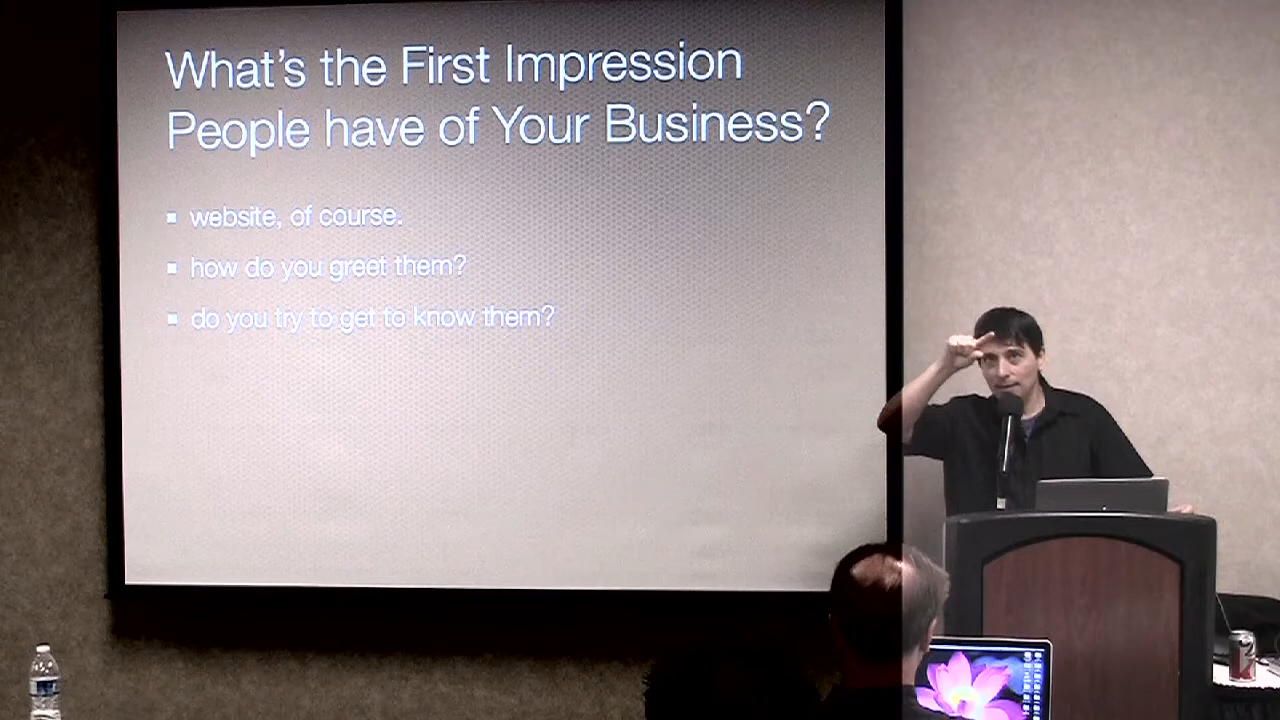 What's the First Impression
People have of Your Business?
website, of course.
how do you greet them?
do you try to get to know them?